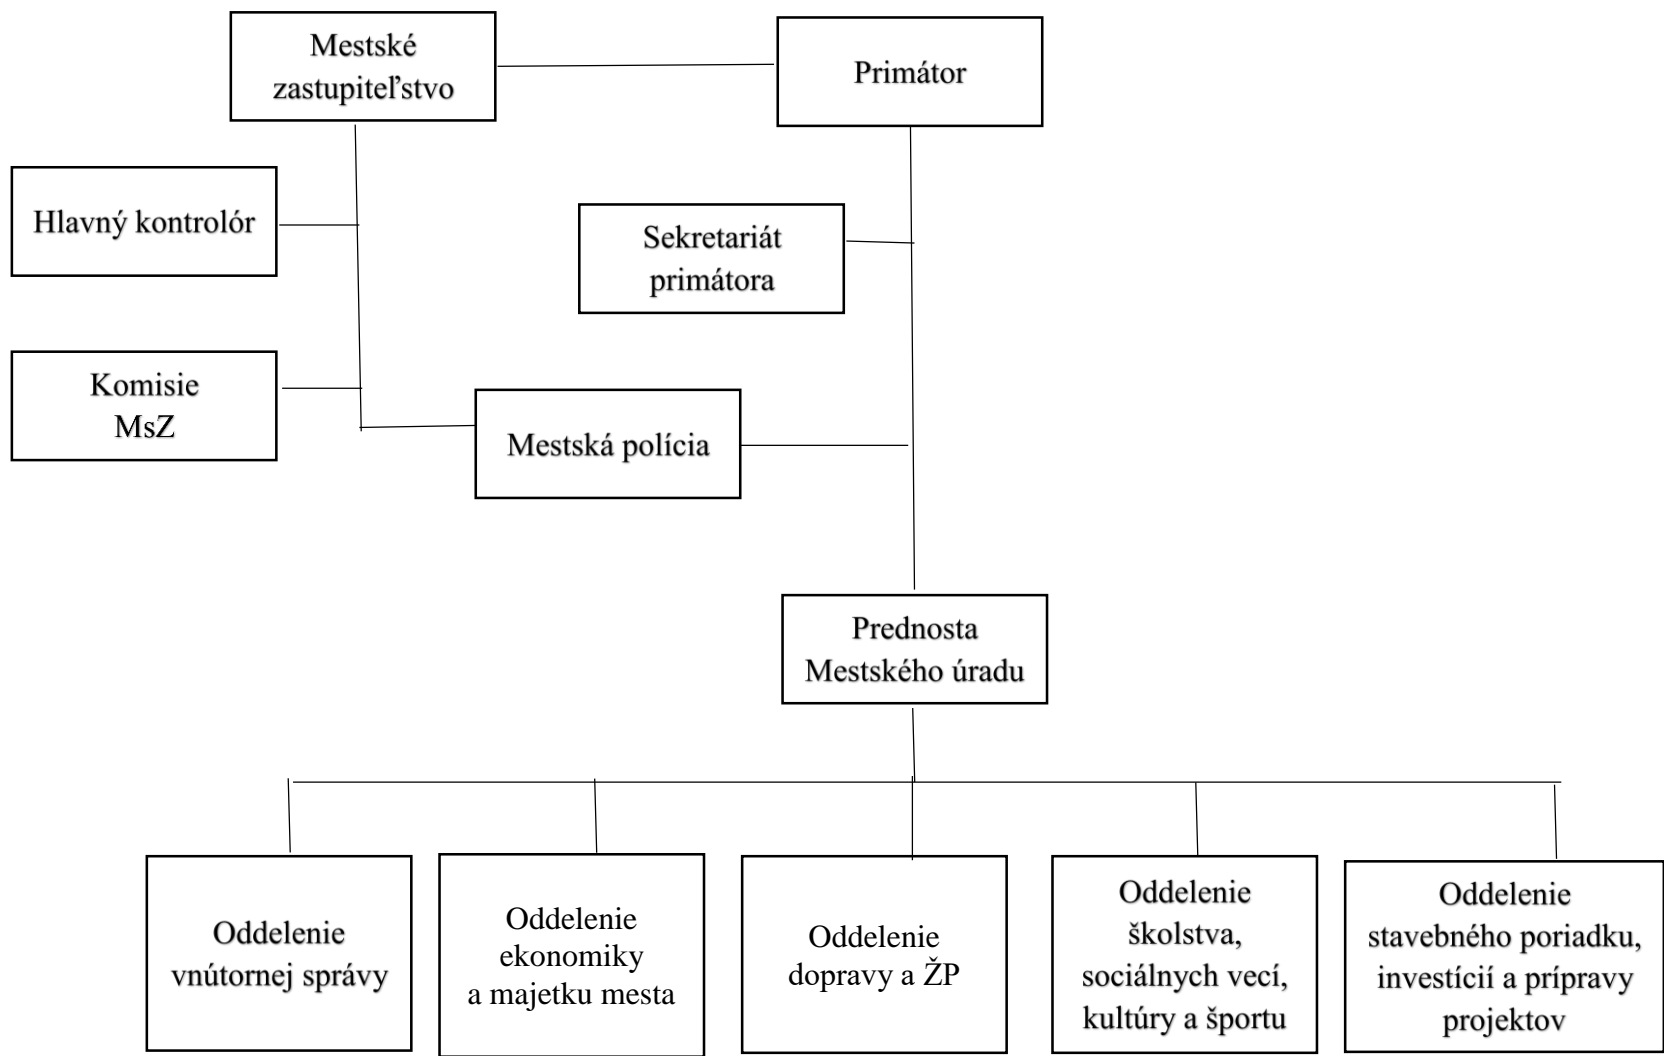 Mestské
zastupiteľstvo
Primátor
Hlavný kontrolór
Sekretariát
primátora
Komisie
MsZ
Mestská polícia
Prednosta
Mestského úradu
Oddelenie
vnútornej správy
Oddelenie
ekonomiky
a majetku mesta
Oddelenie
dopravy a ŽP
Oddelenie
školstva,
sociálnych vecí,
kultúry a športu
Oddelenie
stavebného poriadku,
investícií a prípravy
projektov